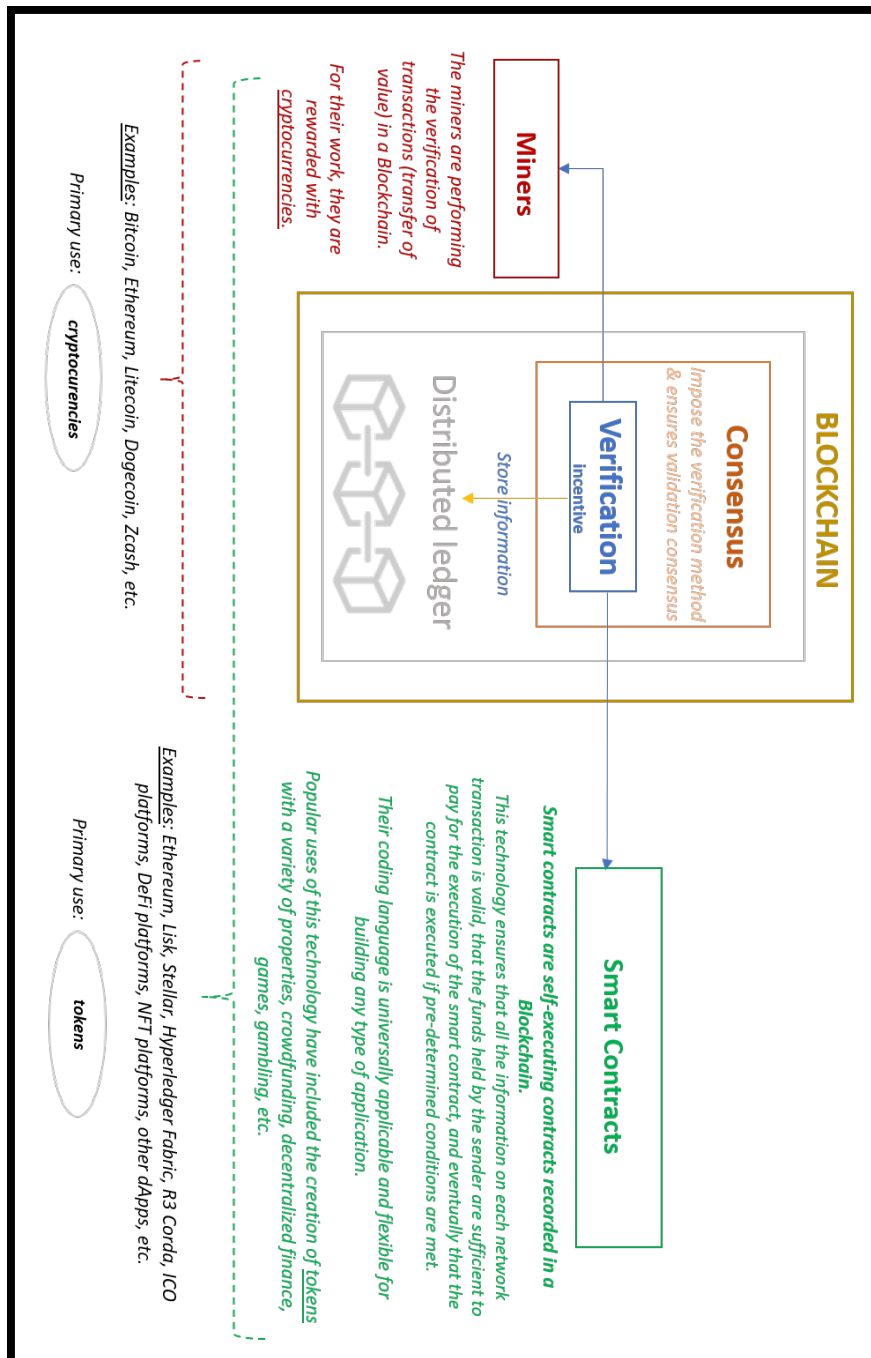 BLOCKCHAIN
Consensus
Impose the verification method
& ensures validation consensus
Verification
incentive
Store information
Distributed ledger
Miners
The miners are performing
the verification of
transactions (transfer of
value) in a Blockchain.
For their work, they are
rewarded with
cryptocurrencies.
Smart Contracts
Smart contracts are self-executing contracts recorded in a
Blockchain.
This technology ensures that all the information on each network
transaction is valid, that the funds held by the sender are sufficient to
pay for the execution of the smart contract, and eventually that the
contract is executed if pre-determined conditions are met.
Their coding language is universally applicable and flexible for
building any type of application.
Popular uses of this technology have included the creation of tokens
with a variety of properties, crowdfunding, decentralized finance,
games, gambling, etc.
Examples: Bitcoin, Ethereum, Litecoin, Dogecoin, Zcash, etc.
Primary use: cryptocurencies
Examples: Ethereum, Lisk, Stellar, Hyperledger Fabric, R3 Corda, ICO
platforms, DeFi platforms, NFT platforms, other dApps, etc.
Primary use: tokens